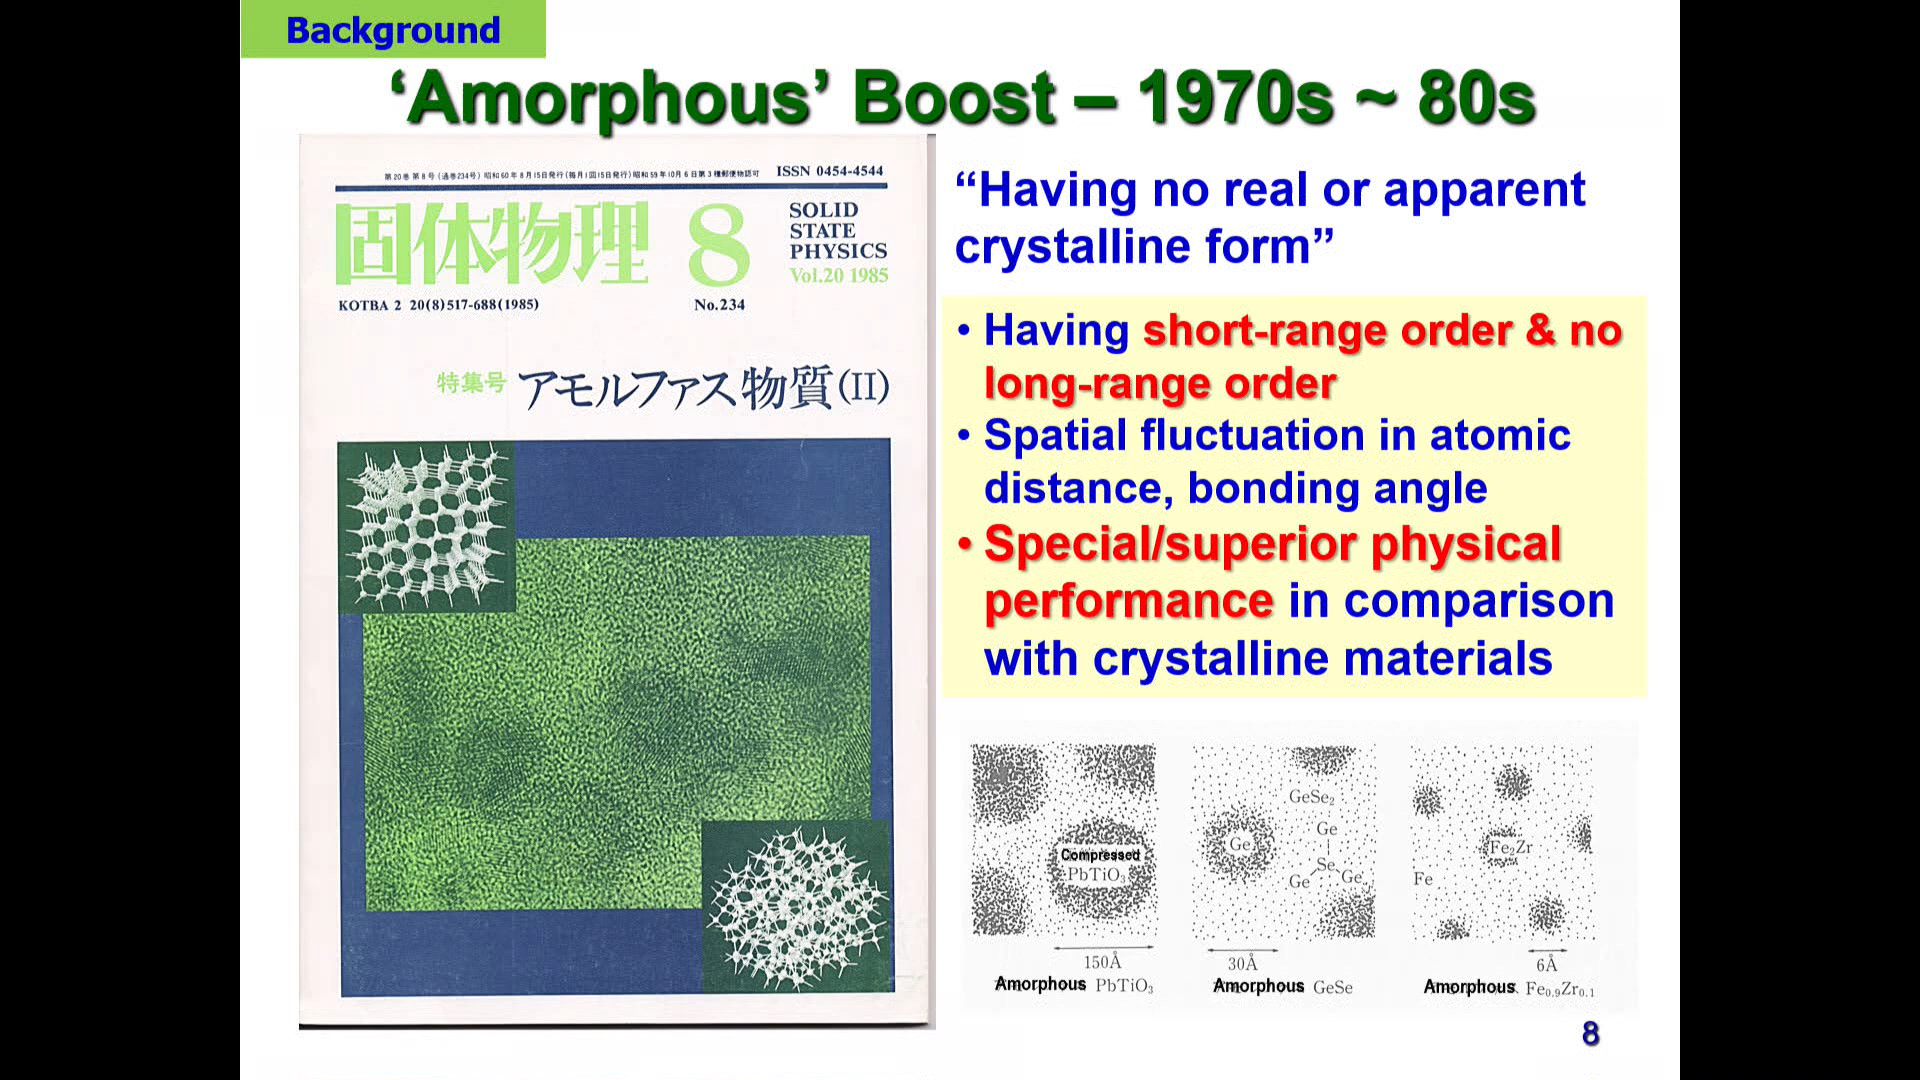 Background
‘Amorphous’ Boost – 1970s ~ 80s
第20巻第8号(通巻234号)昭和60年8月15日発行(毎月1回15日発行)昭和59年10月6日第3種郵便物認可 ISSN 0454-4544
固体物理 8
SOLID
STATE
PHYSICS
Vol.20 1985
KOTBA 2 20(8)517-688(1985) No.234
特集号 アモルファス物質(II)
“Having no real or apparent
crystalline form”
• Having short-range order & no
long-range order
• Spatial fluctuation in atomic
distance, bonding angle
• Special/superior physical
performance in comparison
with crystalline materials
Compressed
PbTiO₃
150Å
Amorphous PbTiO₃
GeSe₂
Ge
Ge
Se
Ge
Ge
30Å
Amorphous GeSe
Fe₂Zr
Fe
6Å
Amorphous Fe₀.₉Zr₀.₁
8